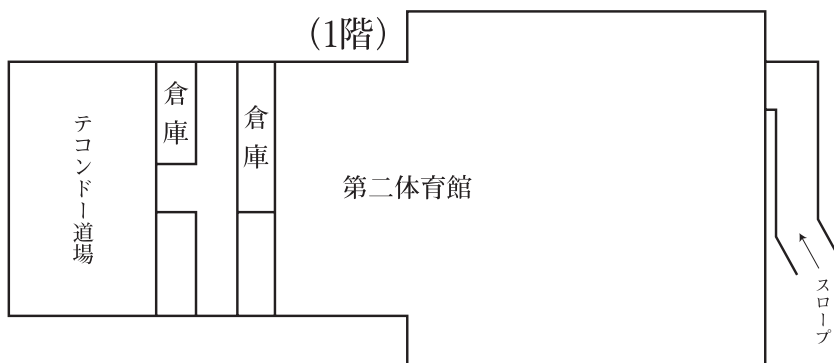 (1階)
テコンドー道場
倉庫
倉庫
第二体育館
スロープ